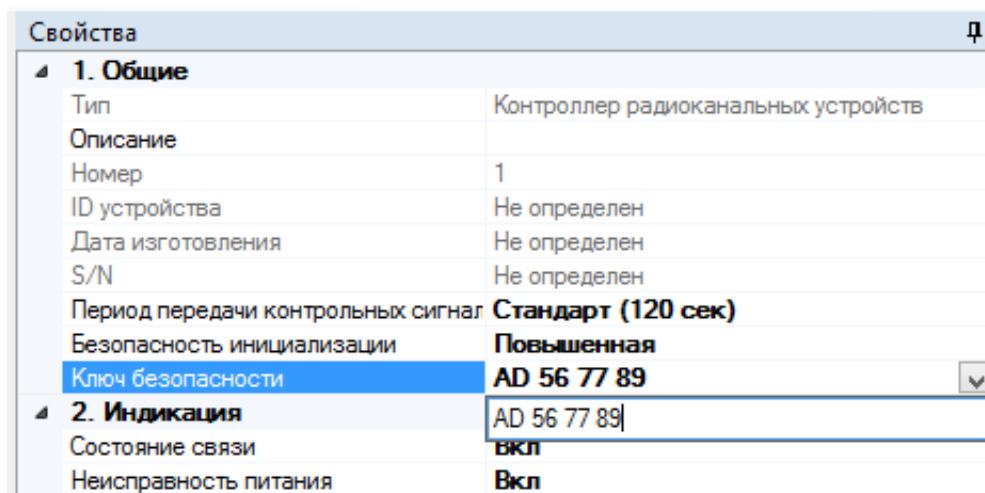 Свойства
1. Общие
Тип Контроллер радиоканальных устройств
Описание
Номер 1
ID устройства Не определен
Дата изготовления Не определен
S/N Не определен
Период передачи контрольных сигнал Стандарт (120 сек)
Безопасность инициализации Повышенная
Ключ безопасности AD 56 77 89
2. Индикация AD 56 77 89
Состояние связи Вкл
Неисправность питания Вкл